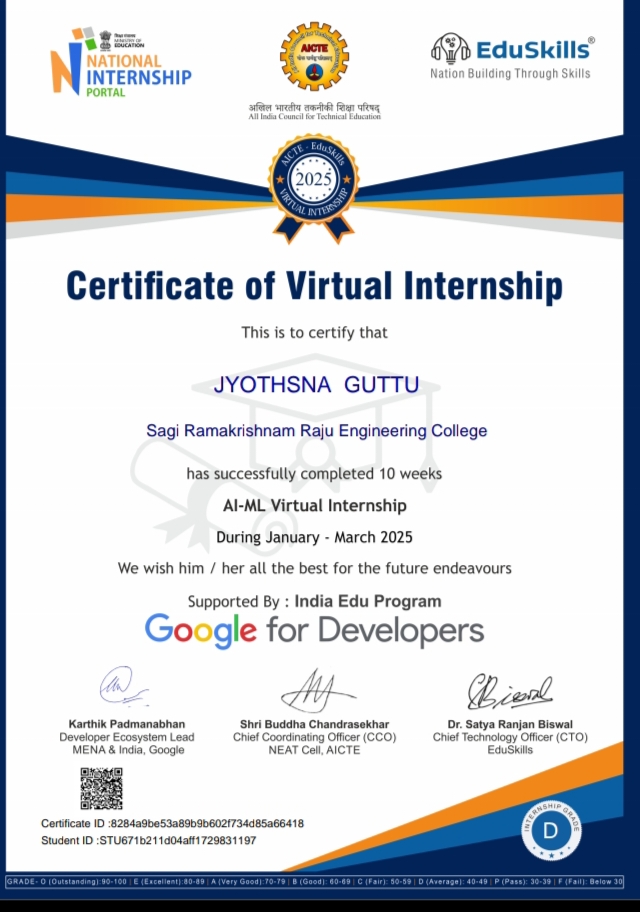 शिक्षा मंत्रालय
MINISTRY OF
EDUCATION
NATIONAL
INTERNSHIP
PORTAL
AICTE
अखिल भारतीय तकनीकी शिक्षा परिषद्
All India Council for Technical Education
EduSkills®
Nation Building Through Skills
AICTE - EduSkills
2025
VIRTUAL INTERNSHIP
Certificate of Virtual Internship
This is to certify that
JYOTHSNA GUTTU
Sagi Ramakrishnam Raju Engineering College
has successfully completed 10 weeks
AI-ML Virtual Internship
During January - March 2025
We wish him / her all the best for the future endeavours
Supported By : India Edu Program
Google for Developers
Karthik Padmanabhan
Developer Ecosystem Lead
MENA & India, Google
Shri Buddha Chandrasekhar
Chief Coordinating Officer (CCO)
NEAT Cell, AICTE
Dr. Satya Ranjan Biswal
Chief Technology Officer (CTO)
EduSkills
Certificate ID :8284a9be53a89b9b602f734d85a66418
Student ID :STU671b211d04aff1729831197
INTERNSHIP GRADE
D
GRADE- O (Outstanding):90-100 | E (Excellent):80-89 | A (Very Good):70-79 | B (Good): 60-69 | C (Fair): 50-59 | D (Average): 40-49 | P (Pass): 30-39 | F (Fail): Below 30